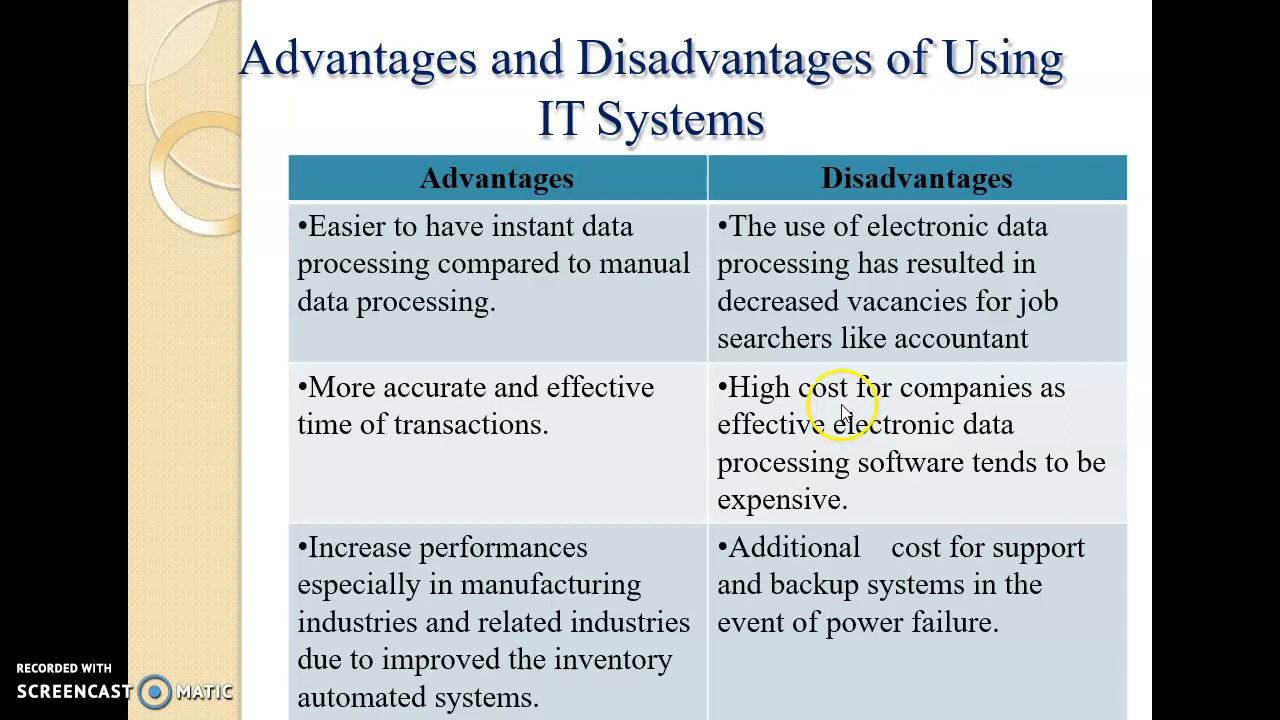 Advantages and Disadvantages of Using
IT Systems
Advantages
Disadvantages
•Easier to have instant data
processing compared to manual
data processing.
•The use of electronic data
processing has resulted in
decreased vacancies for job
searchers like accountant
•More accurate and effective
time of transactions.
•High cost for companies as
effective electronic data
processing software tends to be
expensive.
•Increase performances
especially in manufacturing
industries and related industries
due to improved the inventory
automated systems.
•Additional cost for support
and backup systems in the
event of power failure.
RECORDED WITH
SCREENCAST MATIC